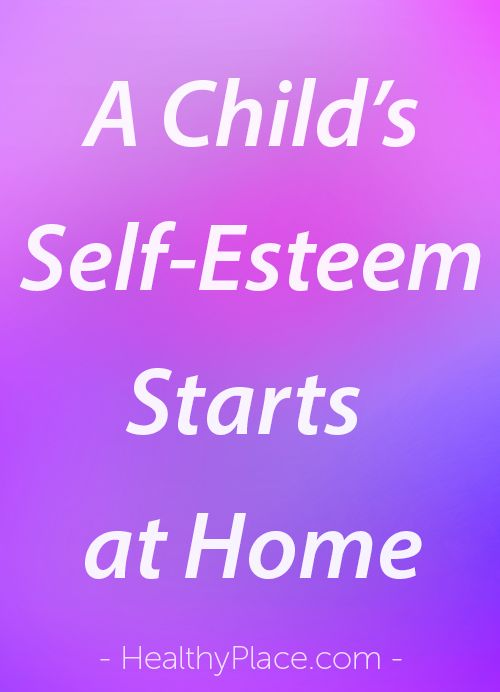 A Child’s
Self-Esteem
Starts
at Home
- HealthyPlace.com -